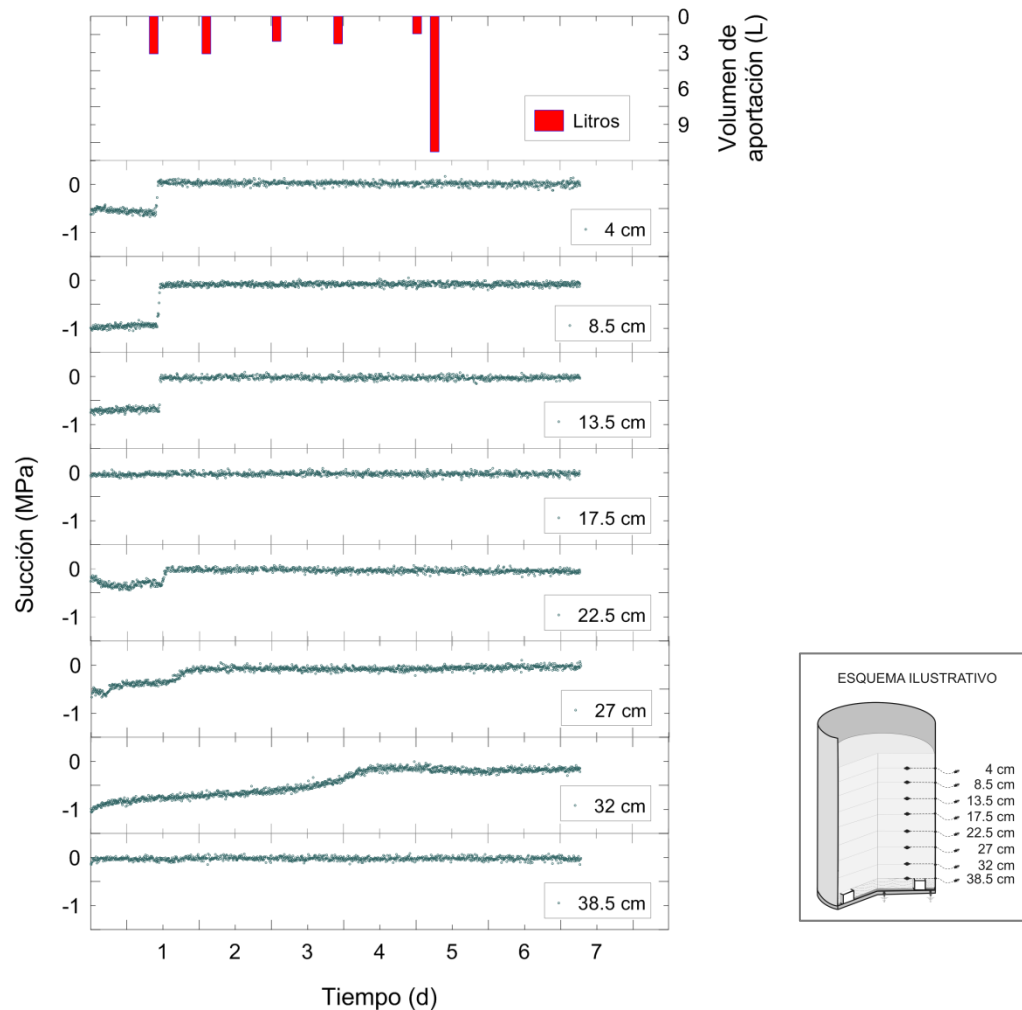 0
3
6
9
Volumen de
aportación (L)
Litros
Succión (MPa)
0
-1
4 cm
0
-1
8.5 cm
0
-1
13.5 cm
0
-1
17.5 cm
0
-1
22.5 cm
0
-1
27 cm
0
-1
32 cm
0
-1
38.5 cm
1 2 3 4 5 6 7
Tiempo (d)
ESQUEMA ILUSTRATIVO
4 cm
8.5 cm
13.5 cm
17.5 cm
22.5 cm
27 cm
32 cm
38.5 cm